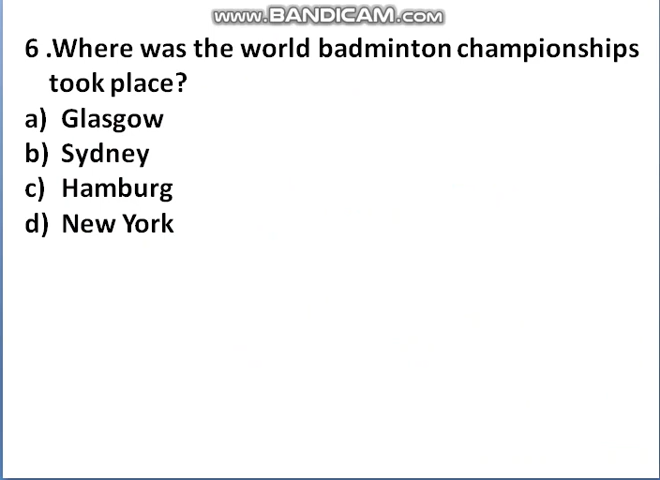 www.BANDICAM.com
6 .Where was the world badminton championships
took place?
a) Glasgow
b) Sydney
c) Hamburg
d) New York